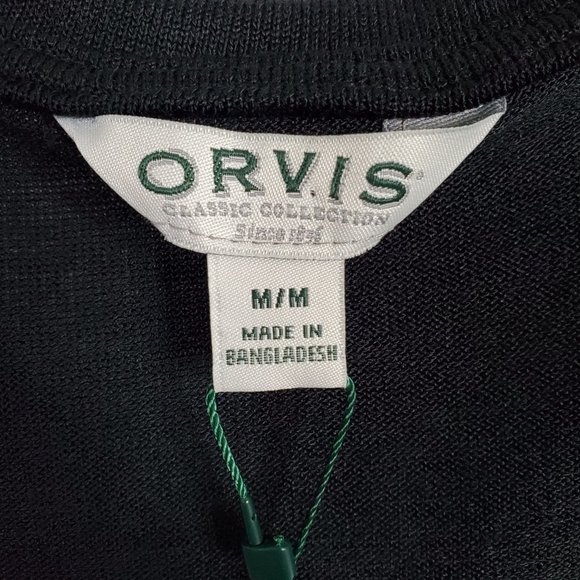 ORVIS
CLASSIC COLLECTION
Since 1856
M/M
MADE IN
BANGLADESH